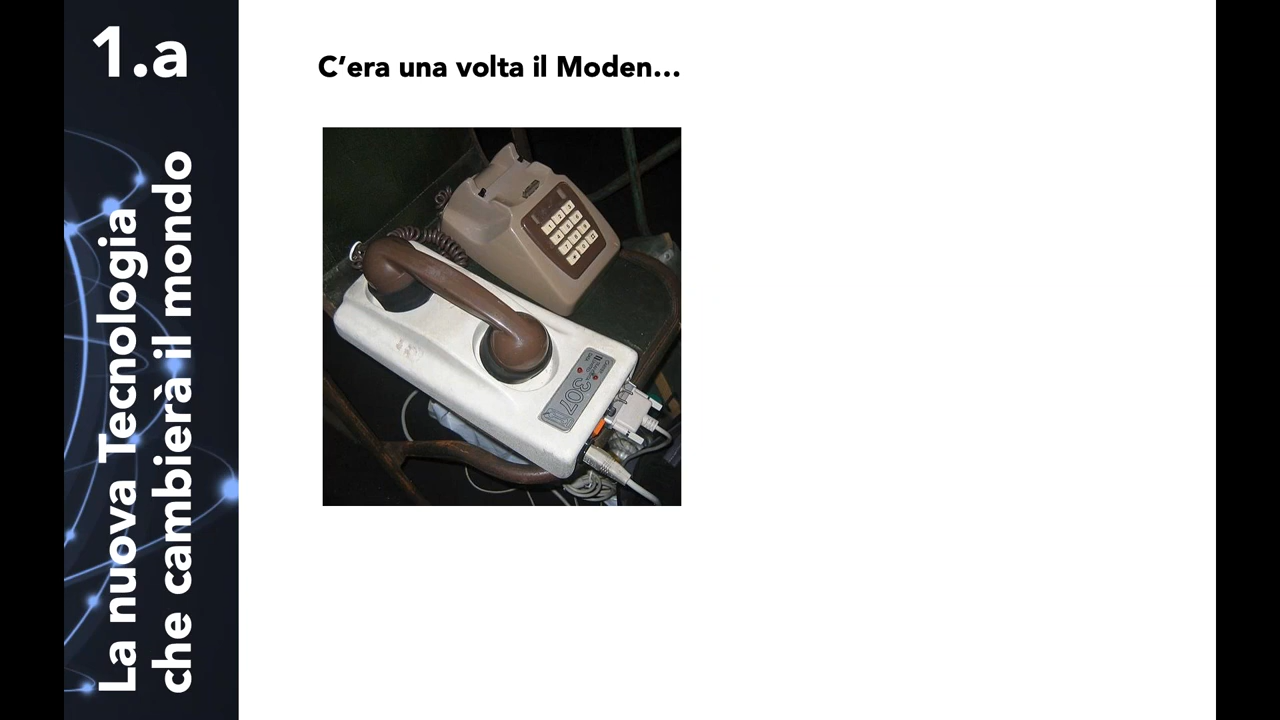 1.a
La nuova Tecnologia
che cambierà il mondo
C’era una volta il Moden...
307